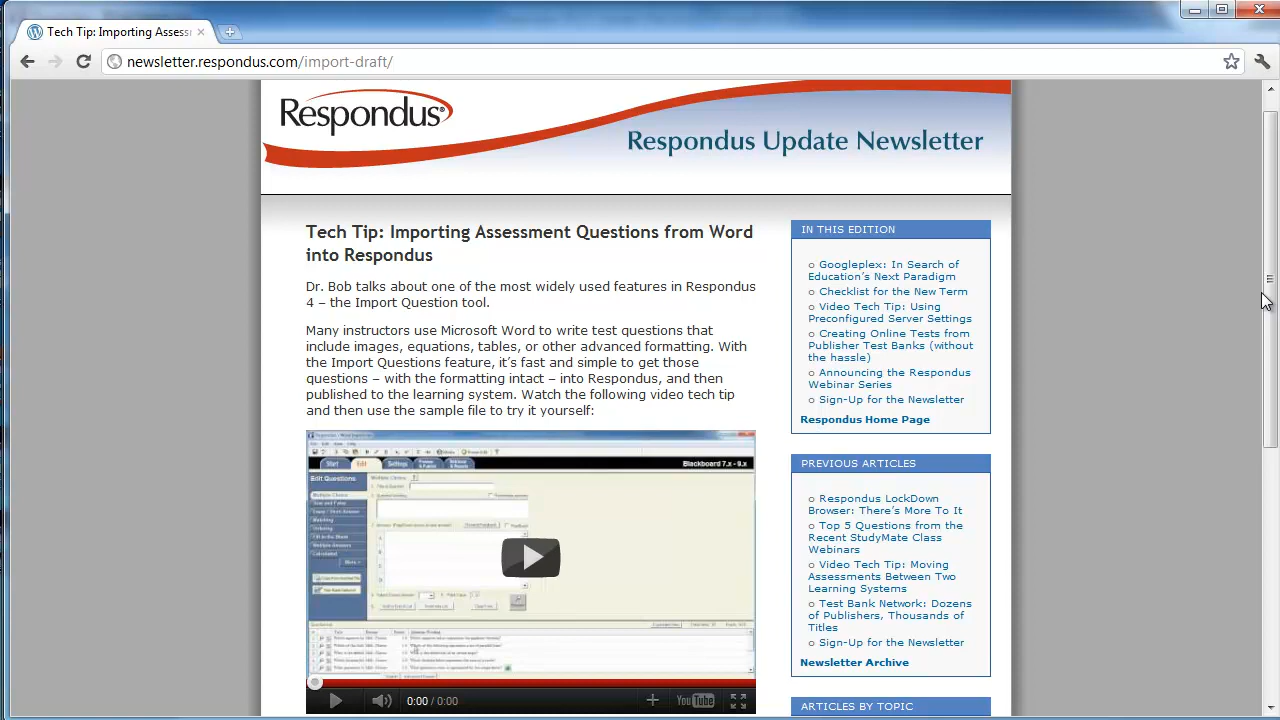 Tech Tip: Importing Assess
newsletter.respondus.com/import-draft/
Respondus®
Respondus Update Newsletter
Tech Tip: Importing Assessment Questions from Word
into Respondus
Dr. Bob talks about one of the most widely used features in Respondus
4 – the Import Question tool.
Many instructors use Microsoft Word to write test questions that
include images, equations, tables, or other advanced formatting. With
the Import Questions feature, it's fast and simple to get those
questions – with the formatting intact – into Respondus, and then
published to the learning system. Watch the following video tech tip
and then use the sample file to try it yourself:
Start
Edit
Settings
Blackboard 7.x - 9.x
Edit Questions
0:00 / 0:00
YouTube
IN THIS EDITION
Googleplex: In Search of
Education's Next Paradigm
Checklist for the New Term
Video Tech Tip: Using
Preconfigured Server Settings
Creating Online Tests from
Publisher Test Banks (without
the hassle)
Announcing the Respondus
Webinar Series
Sign-Up for the Newsletter
Respondus Home Page
PREVIOUS ARTICLES
Respondus LockDown
Browser: There's More To It
Top 5 Questions from
Recent StudyMate Class
Webinars
Video Tech Tip: Moving
Assessments Between Two
Learning Systems
Test Bank Network: Dozens
of Publishers, Thousands of
Titles
Sign-Up for the Newsletter
Newsletter Archive
ARTICLES BY TOPIC